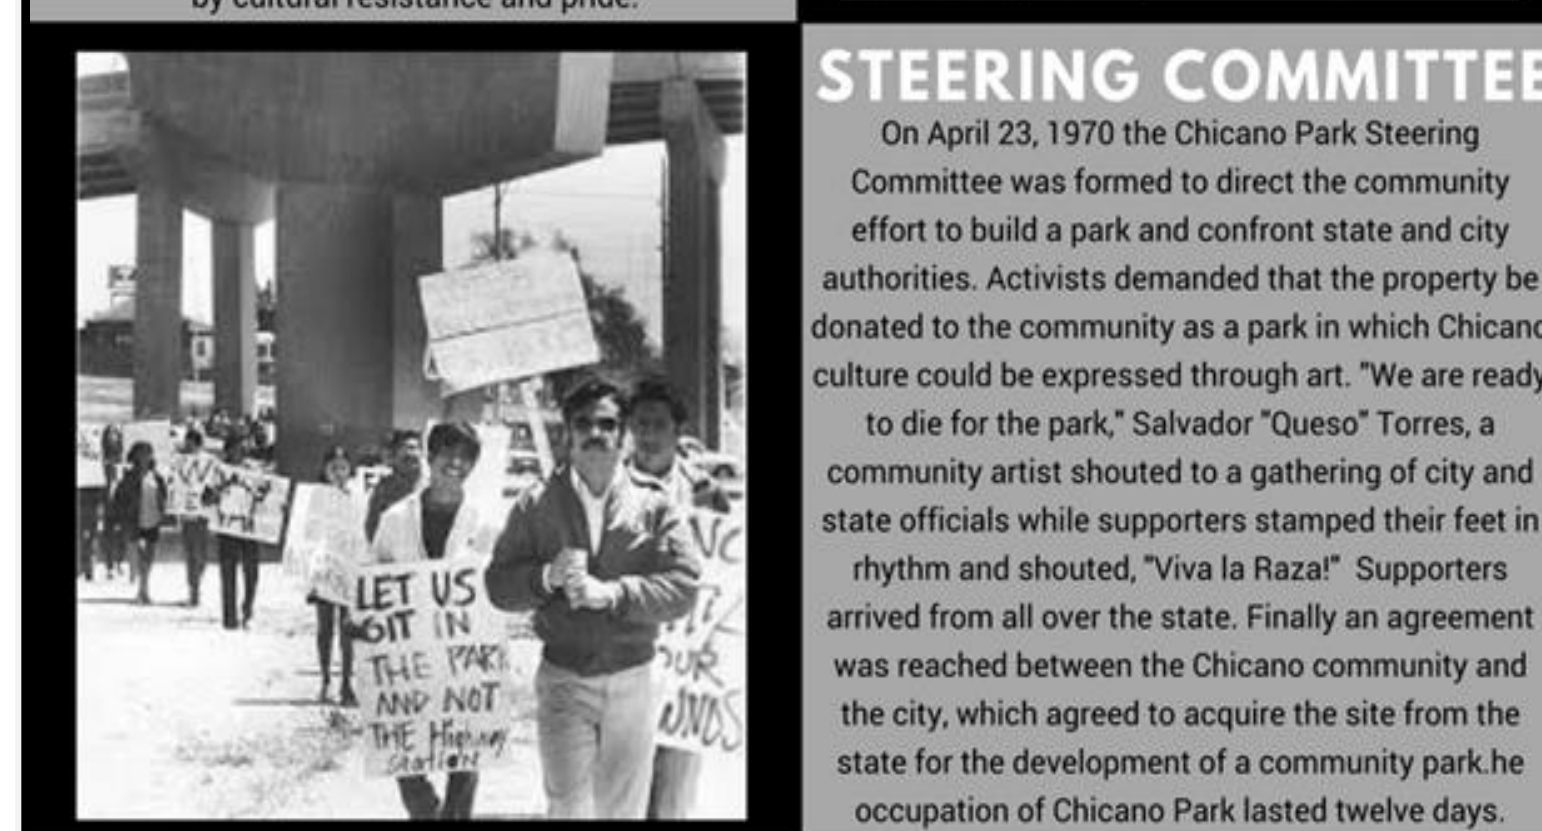 by cultural resistance and pride.
LET US
SIT IN
THE PARK
AND NOT
THE Highway
station
OUR
STEERING COMMITTEE
On April 23, 1970 the Chicano Park Steering
Committee was formed to direct the community
effort to build a park and confront state and city
authorities. Activists demanded that the property be
donated to the community as a park in which Chicano
culture could be expressed through art. "We are ready
to die for the park," Salvador "Queso" Torres, a
community artist shouted to a gathering of city and
state officials while supporters stamped their feet in
rhythm and shouted, "Viva la Raza!" Supporters
arrived from all over the state. Finally an agreement
was reached between the Chicano community and
the city, which agreed to acquire the site from the
state for the development of a community park.he
occupation of Chicano Park lasted twelve days.